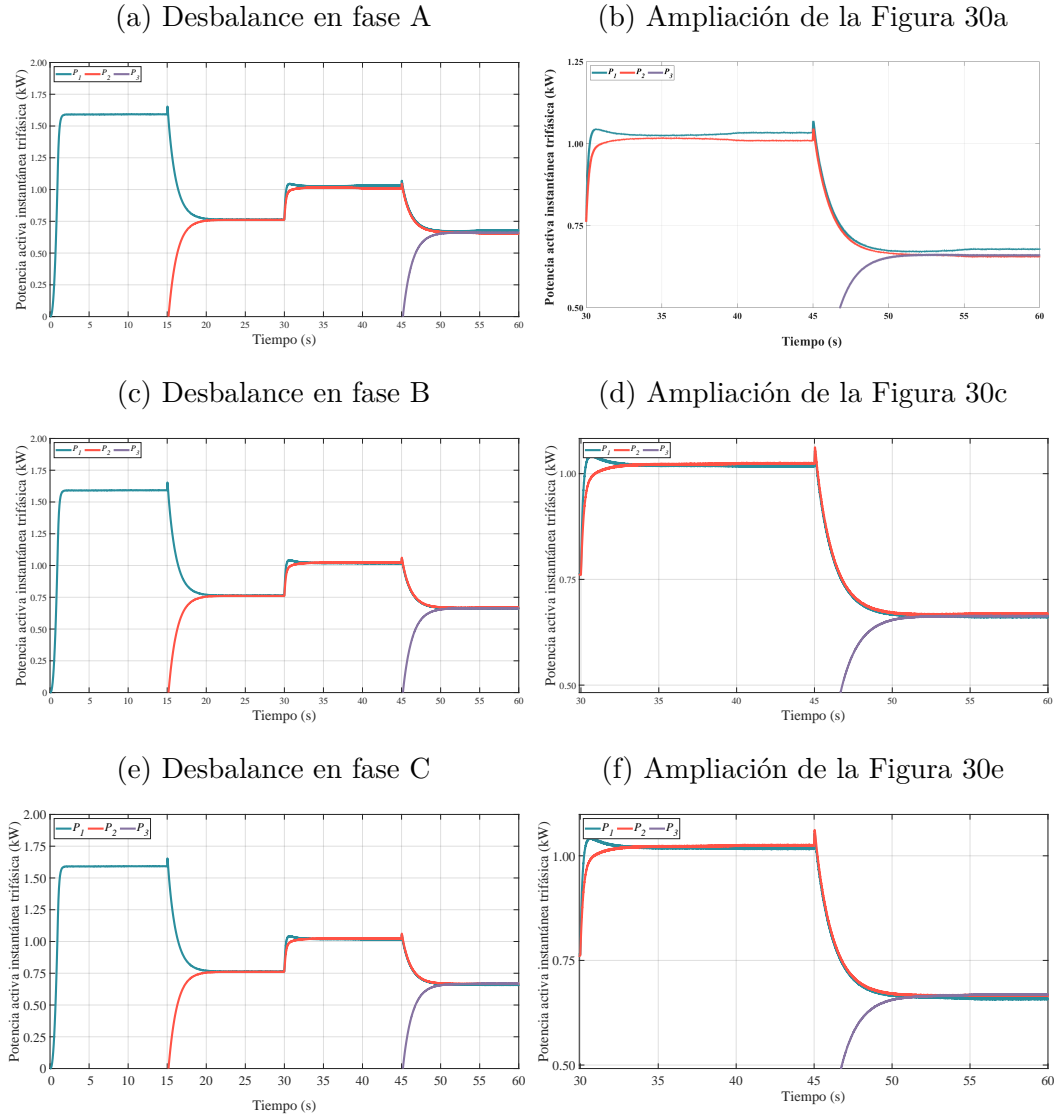 (a) Desbalance en fase A
(b) Ampliación de la Figura 30a
Potencia activa instantánea trifásica (kW)
2.00
1.75
1.50
1.25
1.00
0.75
0.50
0.25
0
P1 P2 P3
0 5 10 15 20 25 30 35 40 45 50 55 60
Tiempo (s)
Potencia activa instantánea trifásica (kW)
1.25
1.00
0.75
0.50
P1 P2 P3
30 35 40 45 50 55 60
Tiempo (s)
(c) Desbalance en fase B
(d) Ampliación de la Figura 30c
Potencia activa instantánea trifásica (kW)
2.00
1.75
1.50
1.25
1.00
0.75
0.50
0.25
0
P1 P2 P3
0 5 10 15 20 25 30 35 40 45 50 55 60
Tiempo (s)
Potencia activa instantánea trifásica (kW)
1.00
0.75
0.50
P1 P2 P3
30 35 40 45 50 55 60
Tiempo (s)
(e) Desbalance en fase C
(f) Ampliación de la Figura 30e
Potencia activa instantánea trifásica (kW)
2.00
1.75
1.50
1.25
1.00
0.75
0.50
0.25
0
P1 P2 P3
0 5 10 15 20 25 30 35 40 45 50 55 60
Tiempo (s)
Potencia activa instantánea trifásica (kW)
1.00
0.75
0.50
P1 P2 P3
30 35 40 45 50 55 60
Tiempo (s)